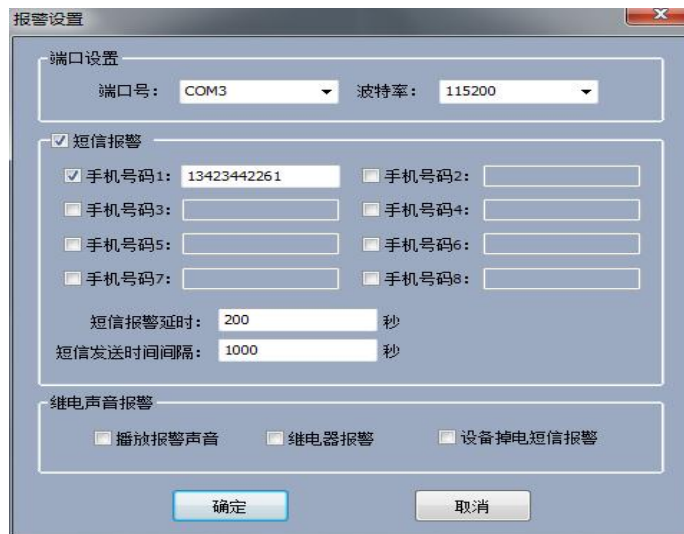 报警设置
端口设置
端口号： COM3 波特率： 115200
短信报警
手机号码1： 13423442261 手机号码2：
手机号码3： 手机号码4：
手机号码5： 手机号码6：
手机号码7： 手机号码8：
短信报警延时： 200 秒
短信发送时间间隔： 1000 秒
继电声音报警
播放报警声音 继电器报警 设备掉电短信报警
确定 取消